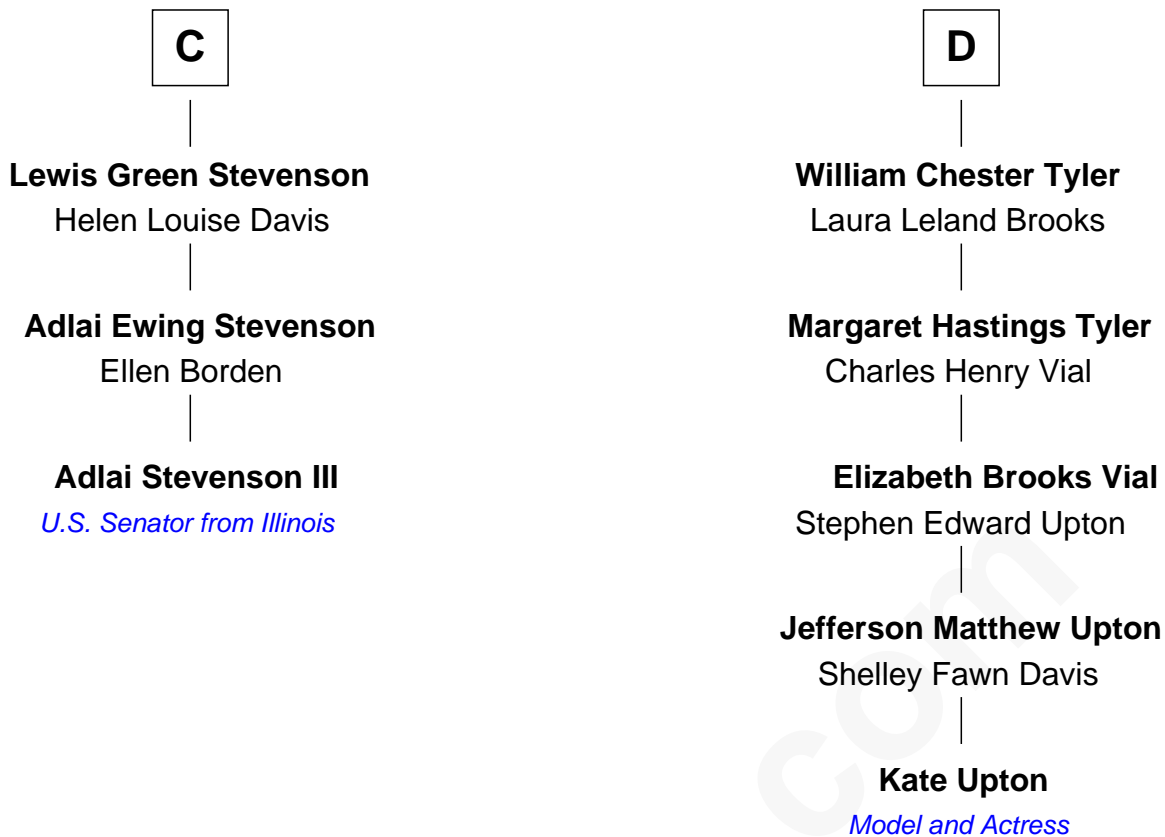 C
Lewis Green Stevenson
Helen Louise Davis
Adlai Ewing Stevenson
Ellen Borden
Adlai Stevenson III
U.S. Senator from Illinois
D
William Chester Tyler
Laura Leland Brooks
Margaret Hastings Tyler
Charles Henry Vial
Elizabeth Brooks Vial
Stephen Edward Upton
Jefferson Matthew Upton
Shelley Fawn Davis
Kate Upton
Model and Actress
com